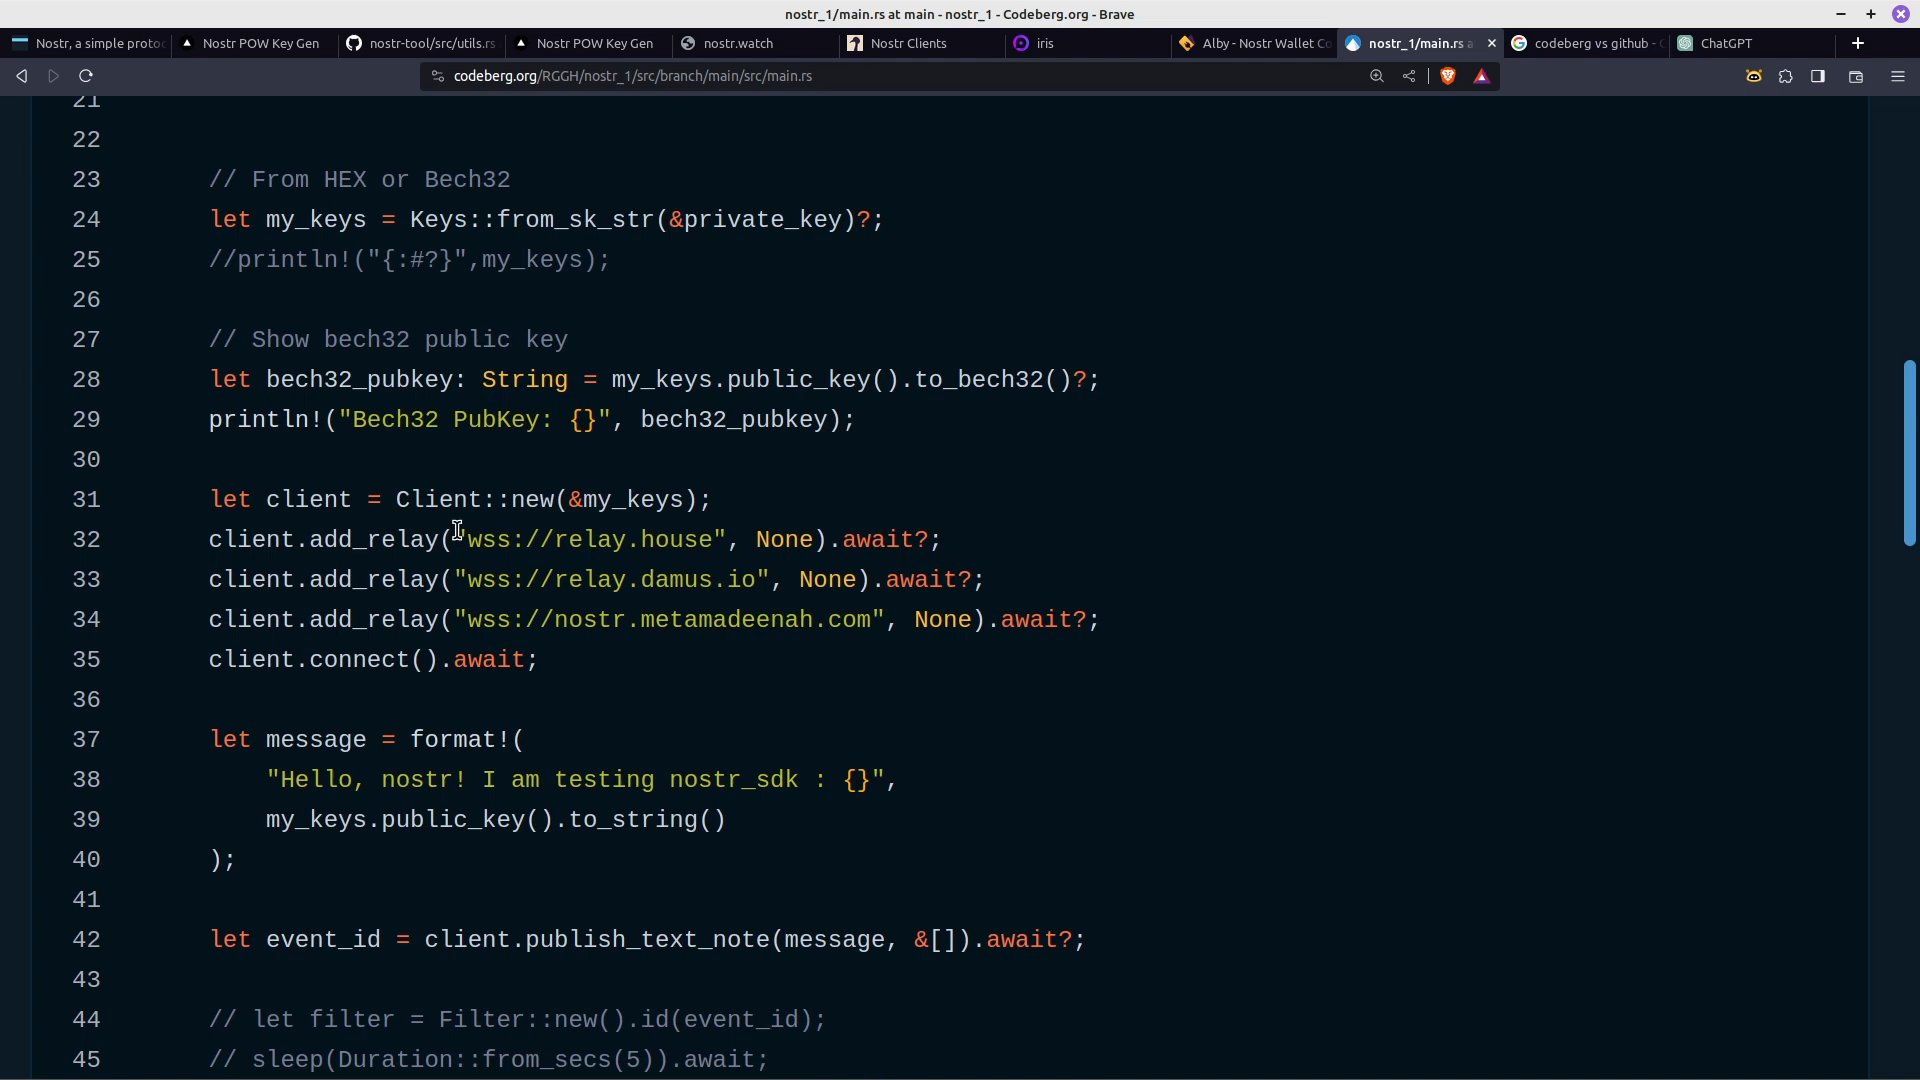 nostr_1/main.rs at main - nostr_1 - Codeberg.org - Brave
Nostr, a simple proto
Nostr POW Key Gen
nostr-tool/src/utils.rs
Nostr POW Key Gen
nostr.watch
Nostr Clients
iris
Alby - Nostr Wallet Co
nostr_1/main.rs a
codeberg vs github -
ChatGPT
codeberg.org/RGGH/nostr_1/src/branch/main/src/main.rs
21
22
23 // From HEX or Bech32
24 let my_keys = Keys::from_sk_str(&private_key)?;
25 //println!("{:#?}",my_keys);
26
27 // Show bech32 public key
28 let bech32_pubkey: String = my_keys.public_key().to_bech32()?;
29 println!("Bech32 PubKey: {}", bech32_pubkey);
30
31 let client = Client::new(&my_keys);
32 client.add_relay("wss://relay.house", None).await?;
33 client.add_relay("wss://relay.damus.io", None).await?;
34 client.add_relay("wss://nostr.metamadeenah.com", None).await?;
35 client.connect().await;
36
37 let message = format!(
38 "Hello, nostr! I am testing nostr_sdk : {}",
39 my_keys.public_key().to_string()
40 );
41
42 let event_id = client.publish_text_note(message, &[]).await?;
43
44 // let filter = Filter::new().id(event_id);
45 // sleep(Duration::from_secs(5)).await;